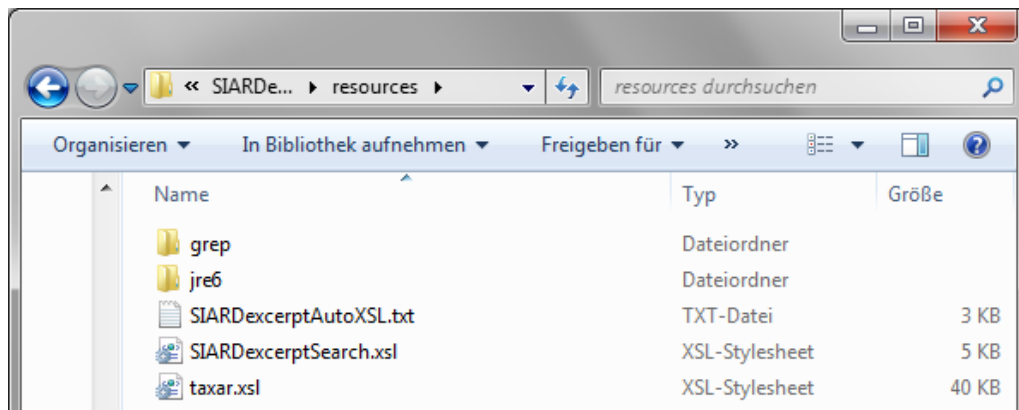 « SIARDe... resources resources durchsuchen
Organisieren In Bibliothek aufnehmen Freigeben für »
Name Typ Größe
grep Dateiordner
jre6 Dateiordner
SIARDexcerptAutoXSL.txt TXT-Datei 3 KB
SIARDexcerptSearch.xsl XSL-Stylesheet 5 KB
taxar.xsl XSL-Stylesheet 40 KB